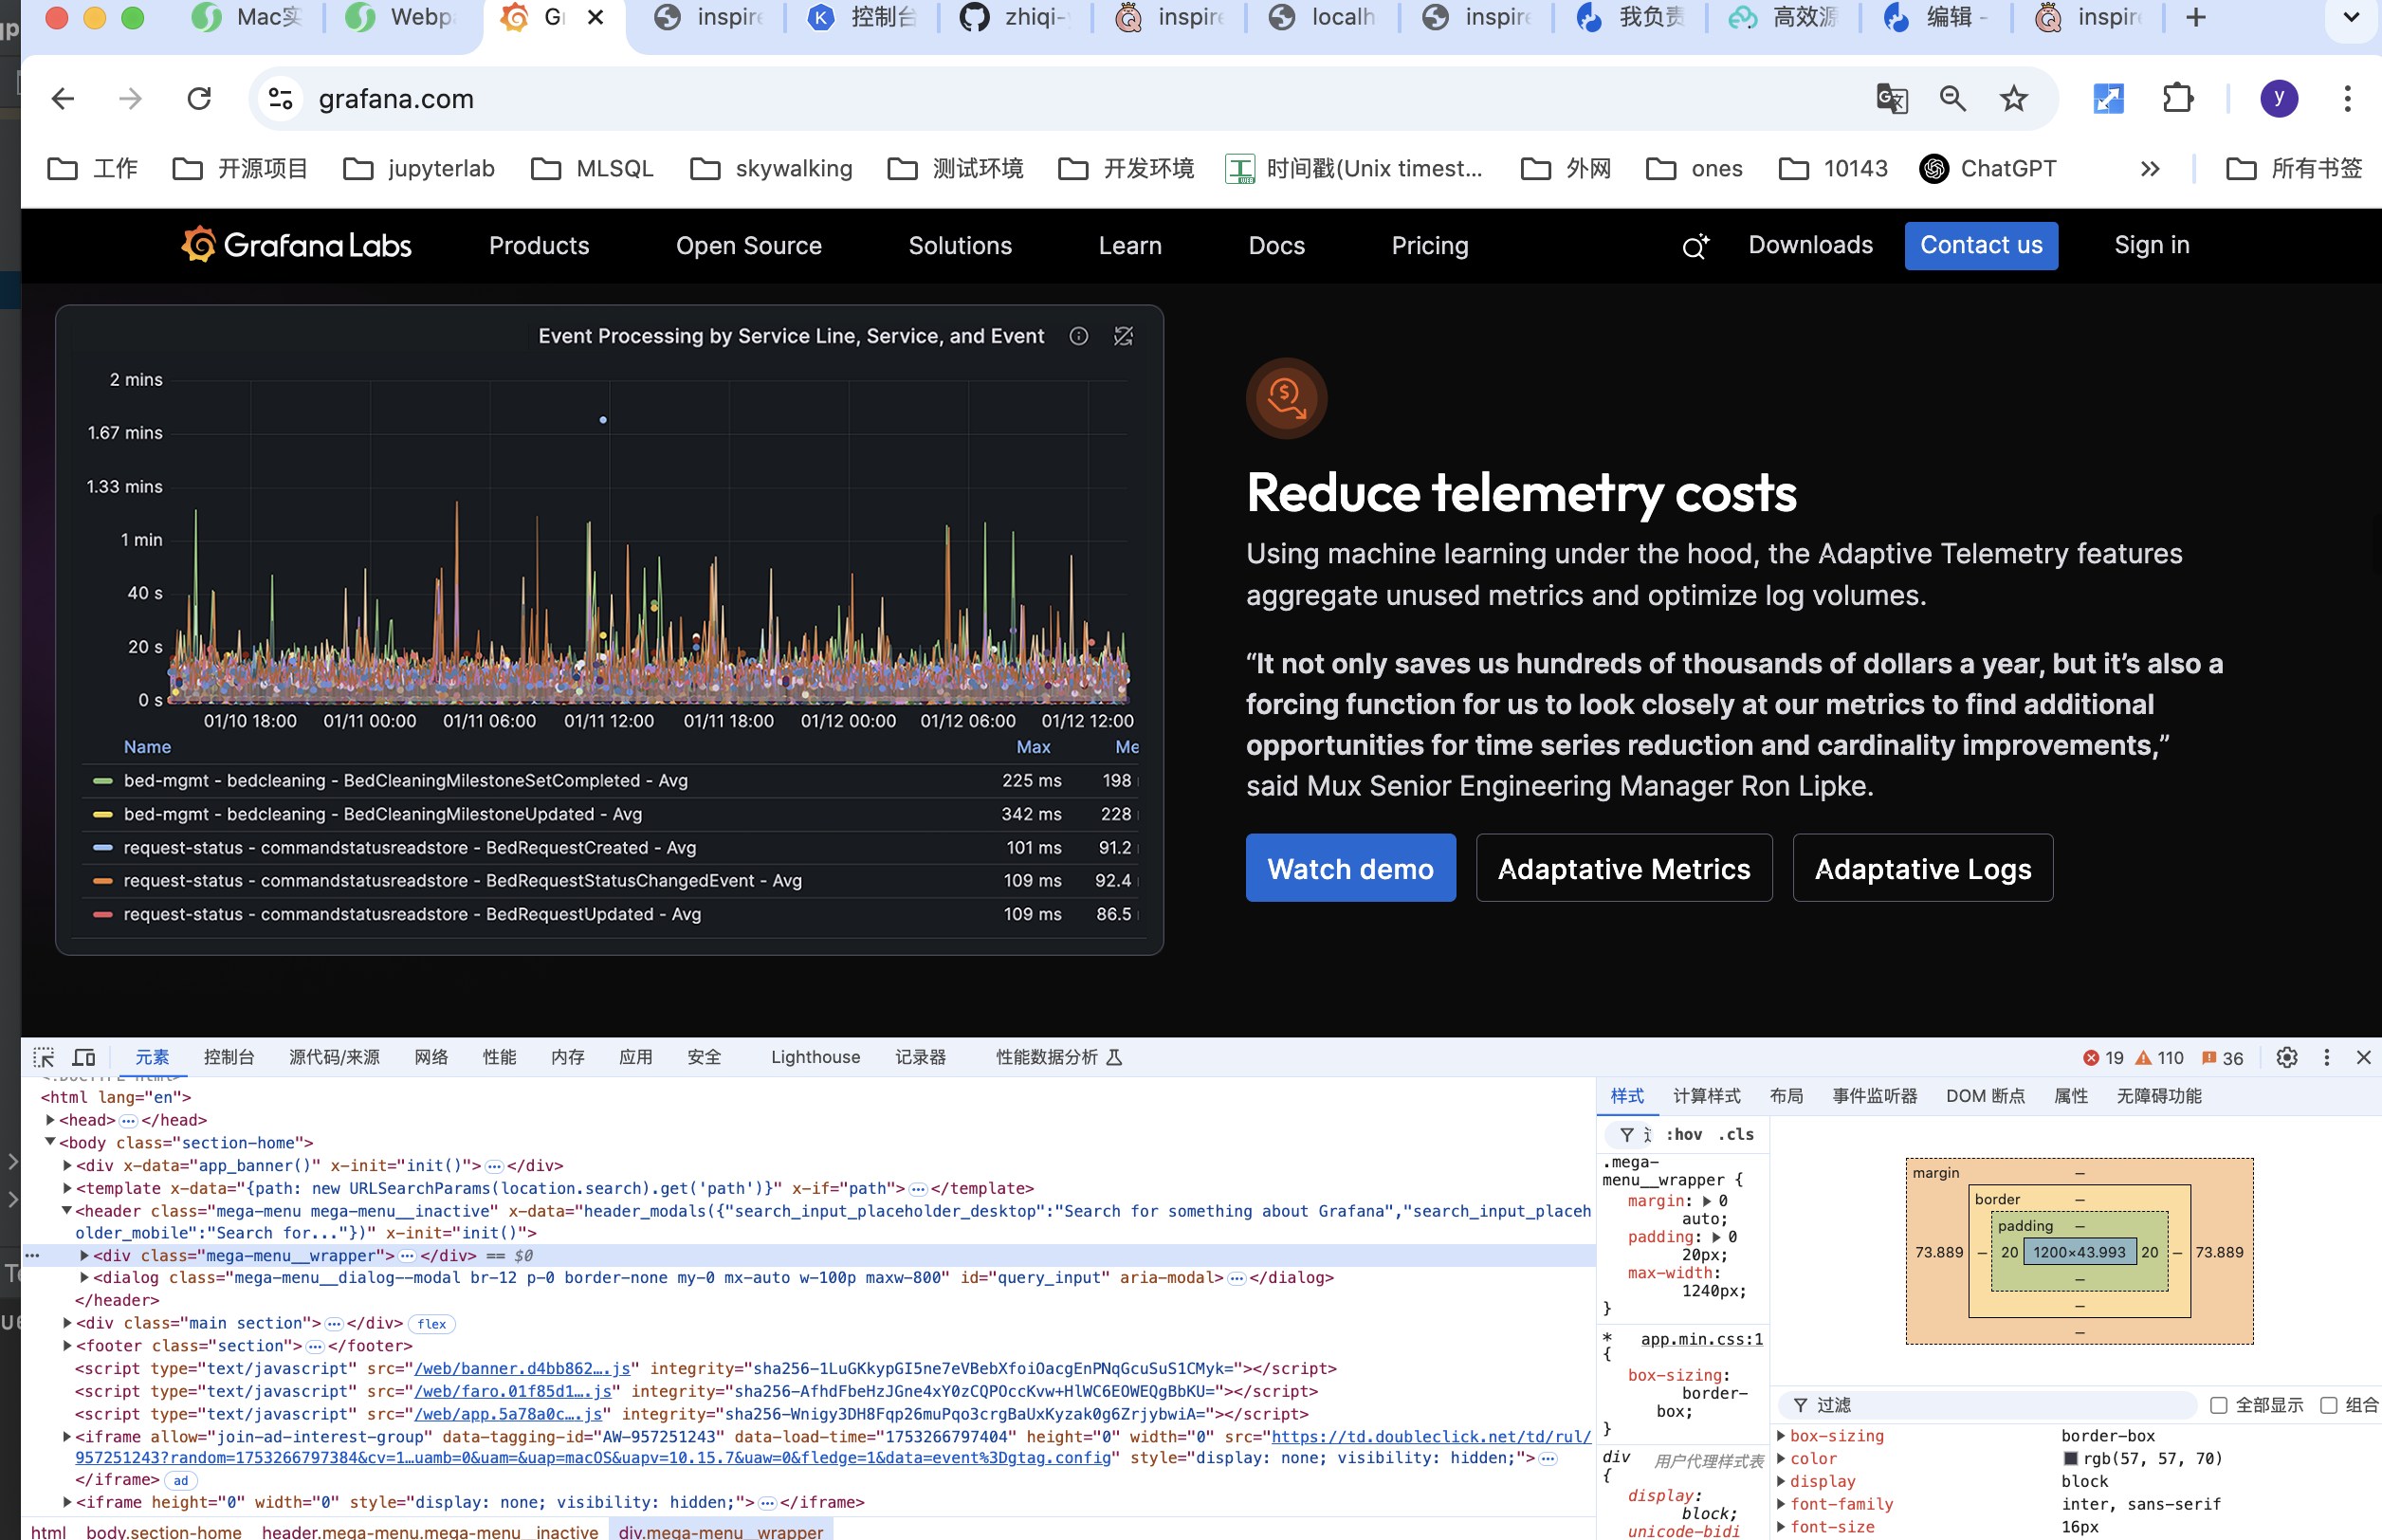 Mac实
Webp
G
inspire
控制台
zhiqi-
inspire
localh
inspire
我负责
高效源
编辑 -
inspire
grafana.com
y
工作
开源项目
jupyterlab
MLSQL
skywalking
测试环境
开发环境
时间戳(Unix timest...
外网
ones
10143
ChatGPT
所有书签
Grafana Labs
Products
Open Source
Solutions
Learn
Docs
Pricing
Downloads
Contact us
Sign in
Event Processing by Service Line, Service, and Event
2 mins
1.67 mins
1.33 mins
1 min
40 s
20 s
0 s
01/10 18:00 01/11 00:00 01/11 06:00 01/11 12:00 01/11 18:00 01/12 00:00 01/12 06:00 01/12 12:00
Name Max Me
bed-mgmt - bedcleaning - BedCleaningMilestoneSetCompleted - Avg 225 ms 198
bed-mgmt - bedcleaning - BedCleaningMilestoneUpdated - Avg 342 ms 228
request-status - commandstatusreadstore - BedRequestCreated - Avg 101 ms 91.2
request-status - commandstatusreadstore - BedRequestStatusChangedEvent - Avg 109 ms 92.4
request-status - commandstatusreadstore - BedRequestUpdated - Avg 109 ms 86.5
Reduce telemetry costs
Using machine learning under the hood, the Adaptive Telemetry features
aggregate unused metrics and optimize log volumes.
“It not only saves us hundreds of thousands of dollars a year, but it’s also a
forcing function for us to look closely at our metrics to find additional
opportunities for time series reduction and cardinality improvements,”
said Mux Senior Engineering Manager Ron Lipke.
Watch demo
Adaptative Metrics
Adaptative Logs
元素 控制台 源代码/来源 网络 性能 内存 应用 安全 Lighthouse 记录器 性能数据分析
19 110 36
<!DOCTYPE html>
<html lang="en">
<head>…</head>
<body class="section-home">
<div x-data="app_banner()" x-init="init()">…</div>
<template x-data="{path: new URLSearchParams(location.search).get('path')}" x-if="path">…</template>
<header class="mega-menu mega-menu__inactive" x-data="header_modals({"search_input_placeholder_desktop":"Search for something about Grafana","search_input_placeh
older_mobile":"Search for..."})" x-init="init()">
<div class="mega-menu__wrapper">…</div> == $0
<dialog class="mega-menu__dialog--modal br-12 p-0 border-none my-0 mx-auto w-100p maxw-800" id="query_input" aria-modal>…</dialog>
</header>
<div class="main section">…</div> flex
<footer class="section">…</footer>
<script type="text/javascript" src="/web/banner.d4bb862….js" integrity="sha256-1LuGKkypGI5ne7eVBebXfoiOacgEnPNqGcuSuS1CMyk="></script>
<script type="text/javascript" src="/web/faro.01f85d1….js" integrity="sha256-AfhdFbeHzJGne4xY0zCQPOccKvw+HlWC6EOWEQgBbKU="></script>
<script type="text/javascript" src="/web/app.5a78a0c….js" integrity="sha256-Wnigy3DH8Fqp26muPqo3crgBaUxKyzak0g6ZrjybwiA="></script>
<iframe allow="join-ad-interest-group" data-tagging-id="AW-957251243" data-load-time="1753266797404" height="0" width="0" src="https://td.doubleclick.net/td/rul/
957251243?random=1753266797384&cv=1…uamb=0&uam=&uap=macOS&uapv=10.15.7&uaw=0&fledge=1&data=event%3Dgtag.config" style="display: none; visibility: hidden;">…
</iframe> ad
<iframe height="0" width="0" style="display: none; visibility: hidden;">…</iframe>
html body.section-home header.mega-menu.mega-menu__inactive div.mega-menu__wrapper
样式 计算样式 布局 事件监听器 DOM 断点 属性 无障碍功能
:hov .cls
.mega-
menu__wrapper {
margin: 0
auto;
padding: 0
20px;
max-width:
1240px;
}
* app.min.css:1
{
box-sizing:
border-
box;
}
div 用户代理样式表
{
display:
block;
unicode-bidi
margin –
border –
padding –
73.889 – 20 1200×43.993 20 – 73.889
–
–
–
过滤 全部显示 组合
box-sizing border-box
color rgb(57, 57, 70)
display block
font-family inter, sans-serif
font-size 16px